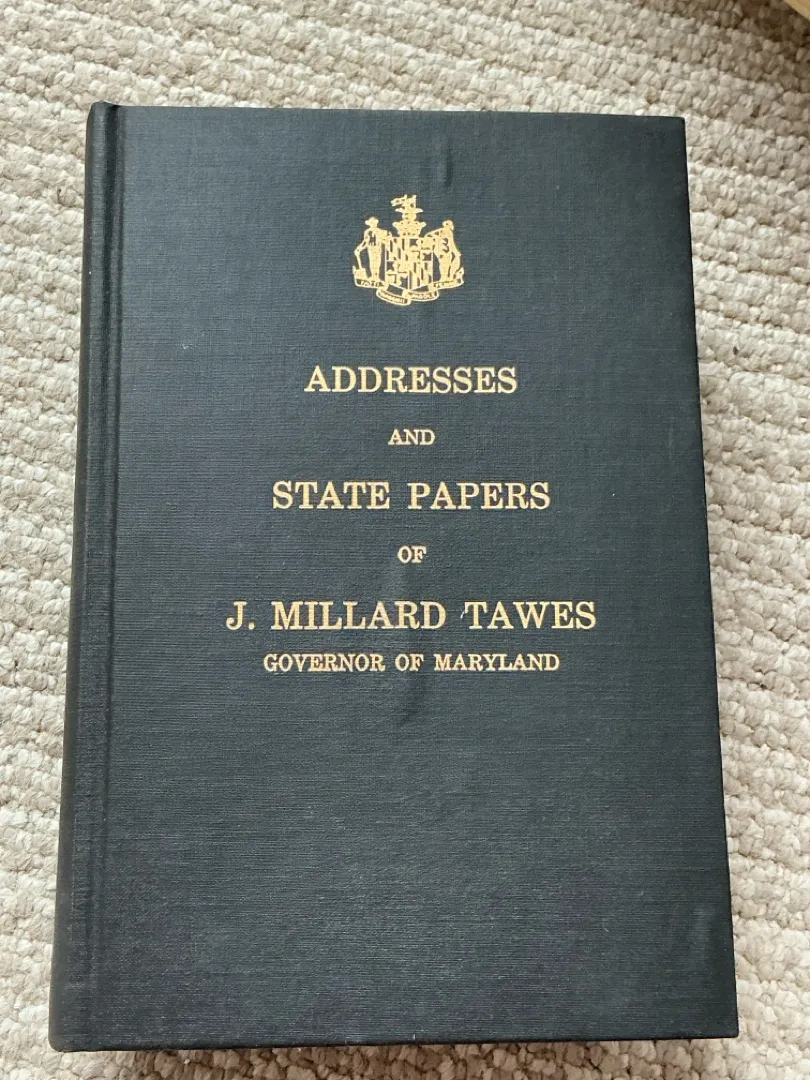 ADDRESSES
AND
STATE PAPERS
OF
J. MILLARD TAWES
GOVERNOR OF MARYLAND